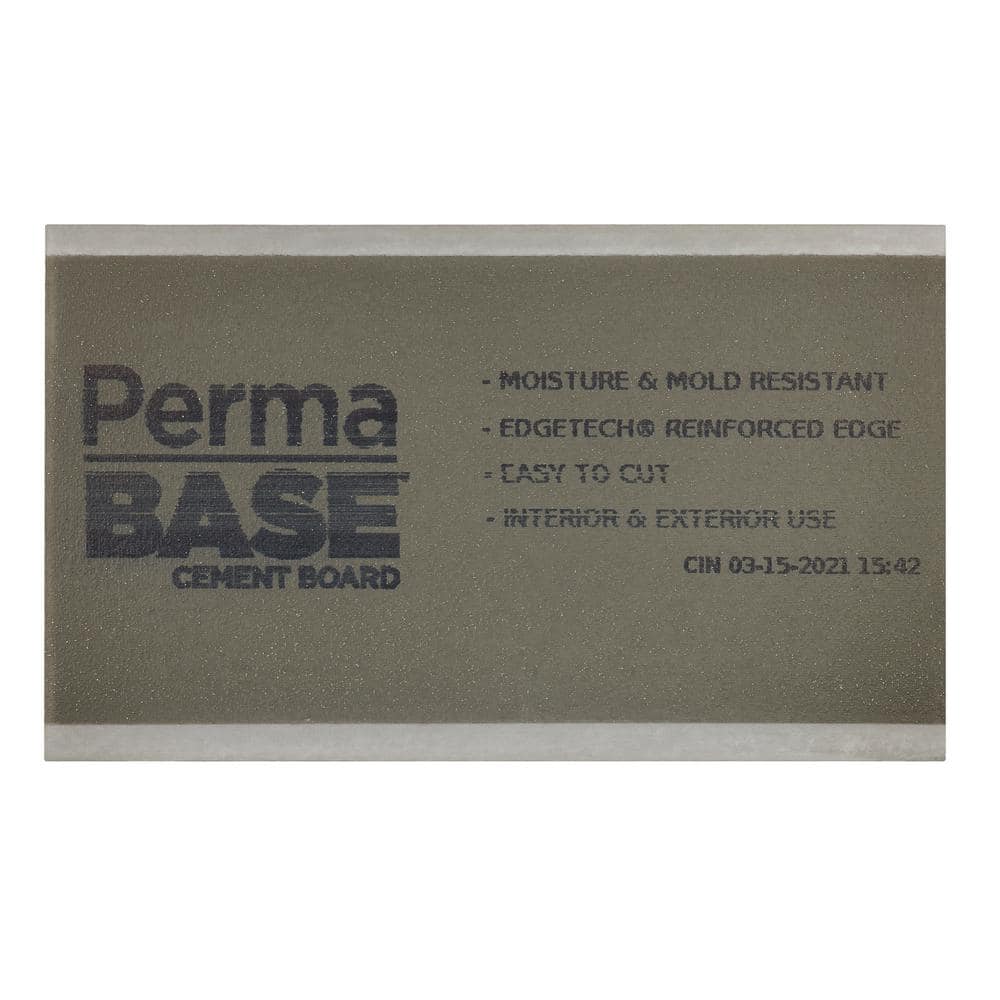 Perma
BASE
CEMENT BOARD
- MOISTURE & MOLD RESISTANT
- EDGETECH® REINFORCED EDGE
- EASY TO CUT
- INTERIOR & EXTERIOR USE
CIN 03-15-2021 15:42